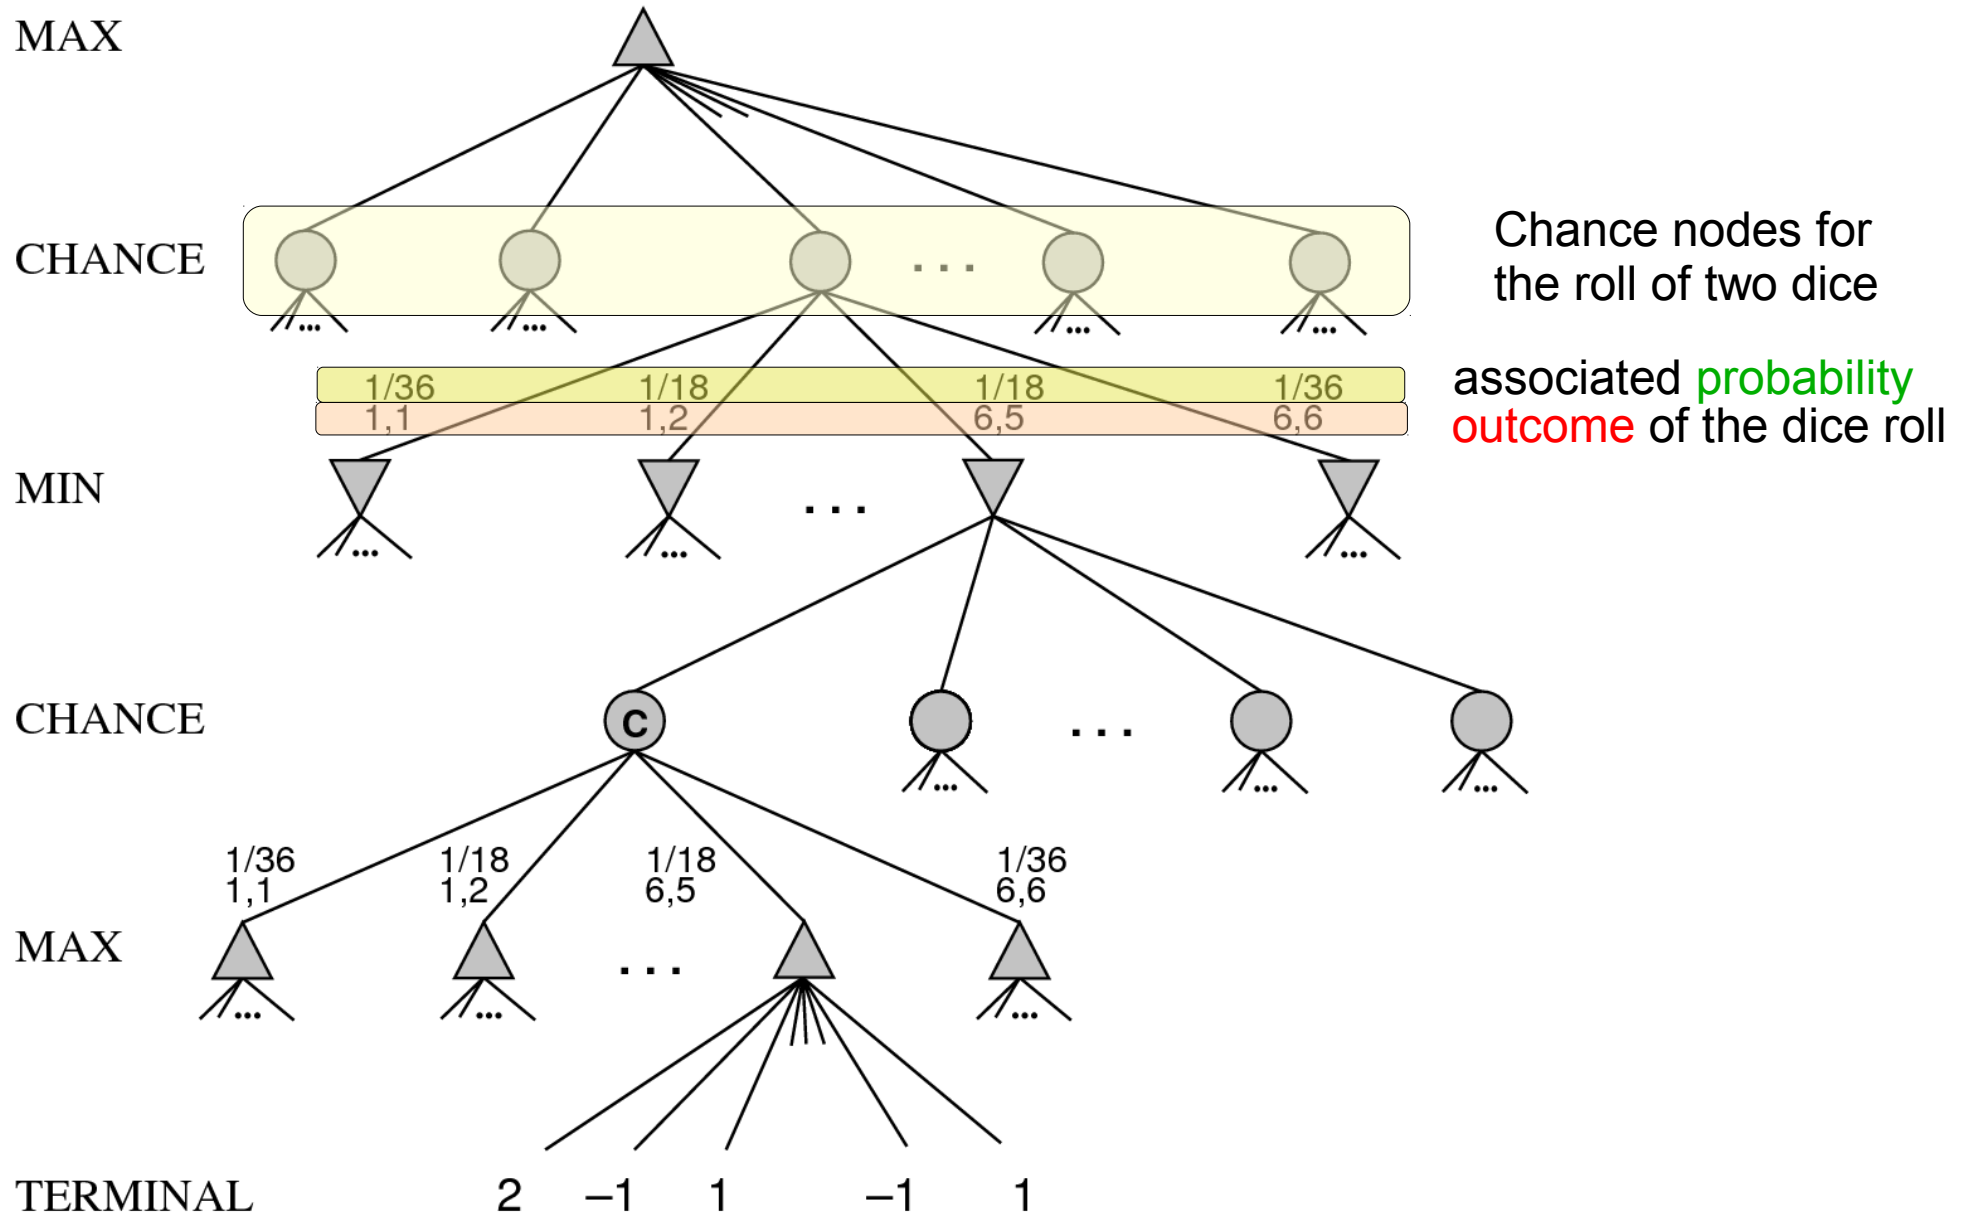 MAX
CHANCE
. . .
... ... ... ...
Chance nodes for
the roll of two dice
1/36 1/18 1/18 1/36
1,1 1,2 6,5 6,6
associated probability
outcome of the dice roll
MIN
. . .
... ... ... ...
CHANCE
C
. . .
... ... ...
1/36 1/18 1/18 1/36
1,1 1,2 6,5 6,6
MAX
. . .
... ... ...
TERMINAL 2 –1 1 –1 1